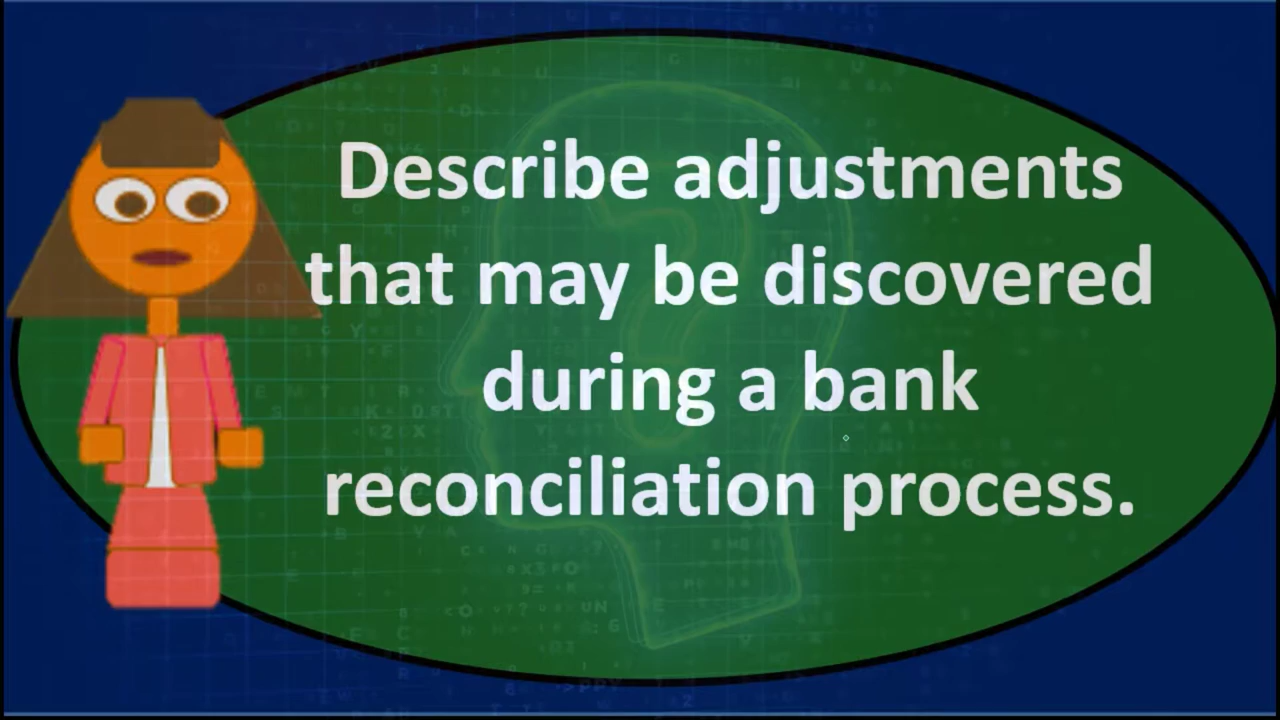 Describe adjustments
that may be discovered
during a bank
reconciliation process.